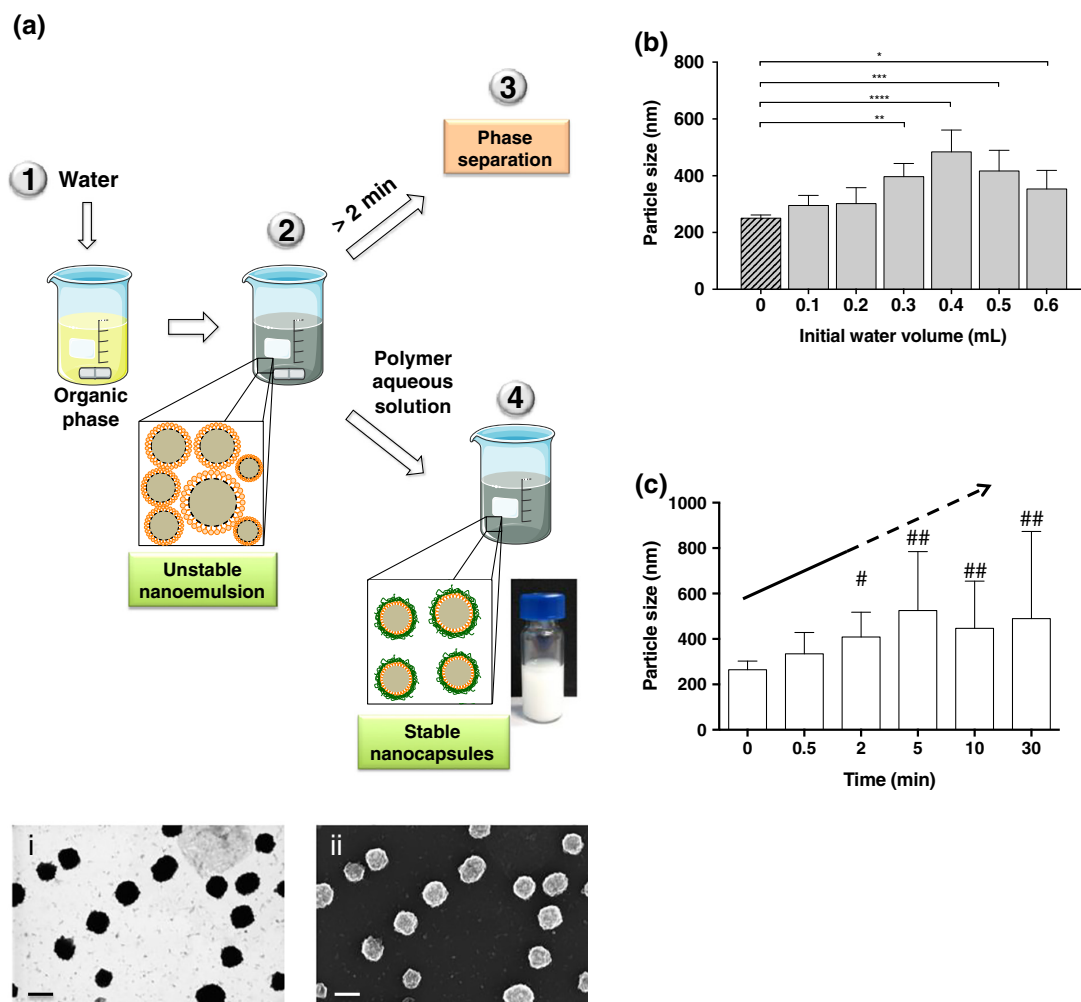 (a)
1 Water
Organic
phase
2
Unstable
nanoemulsion
> 2 min
3
Phase
separation
Polymer
aqueous
solution
4
Stable
nanocapsules
(b)
Particle size (nm)
800
600
400
200
0
*
***
****
**
0 0.1 0.2 0.3 0.4 0.5 0.6
Initial water volume (mL)
(c)
Particle size (nm)
1000
800
600
400
200
0
# ## ## ##
0 0.5 2 5 10 30
Time (min)
i
ii